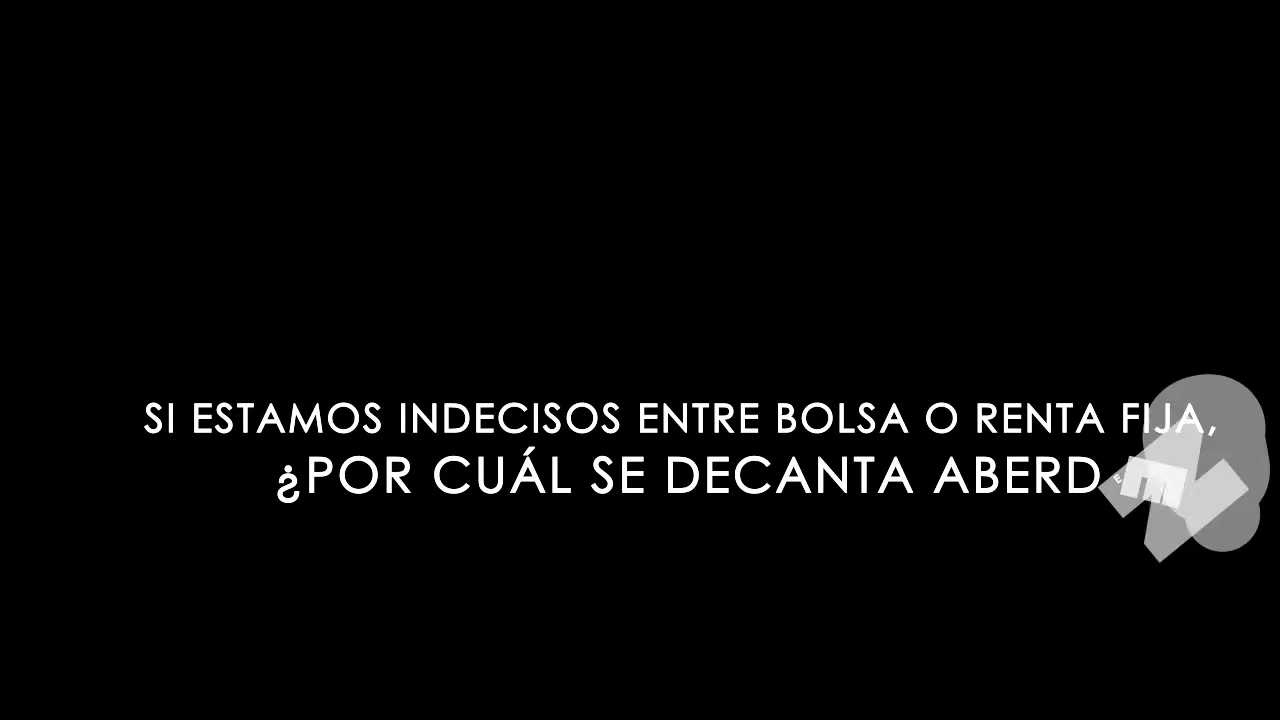 SI ESTAMOS INDECISOS ENTRE BOLSA O RENTA FIJA,
¿POR CUÁL SE DECANTA ABERD